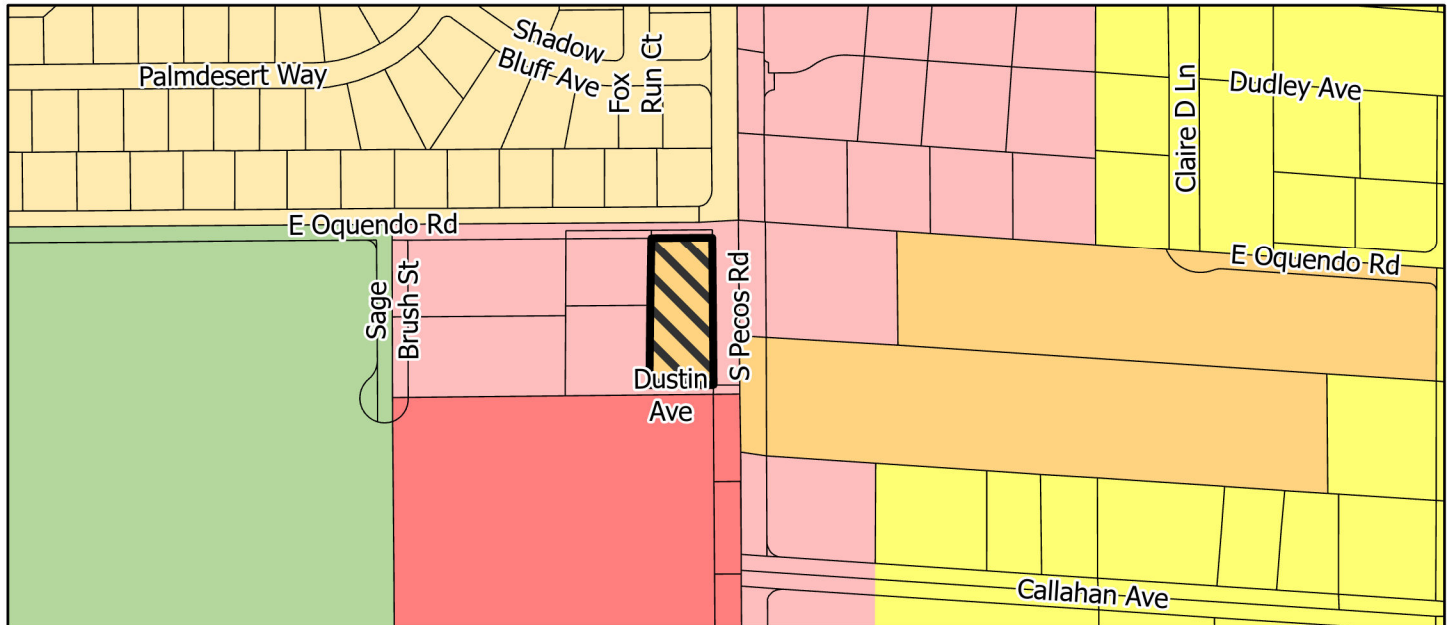 Shadow
Bluff Ave
Palmdesert Way
Fox
Run Ct
Dudley Ave
Claire D Ln
E Oquendo Rd
E Oquendo Rd
Sage
Brush St
S Pecos Rd
Dustin
Ave
Callahan Ave